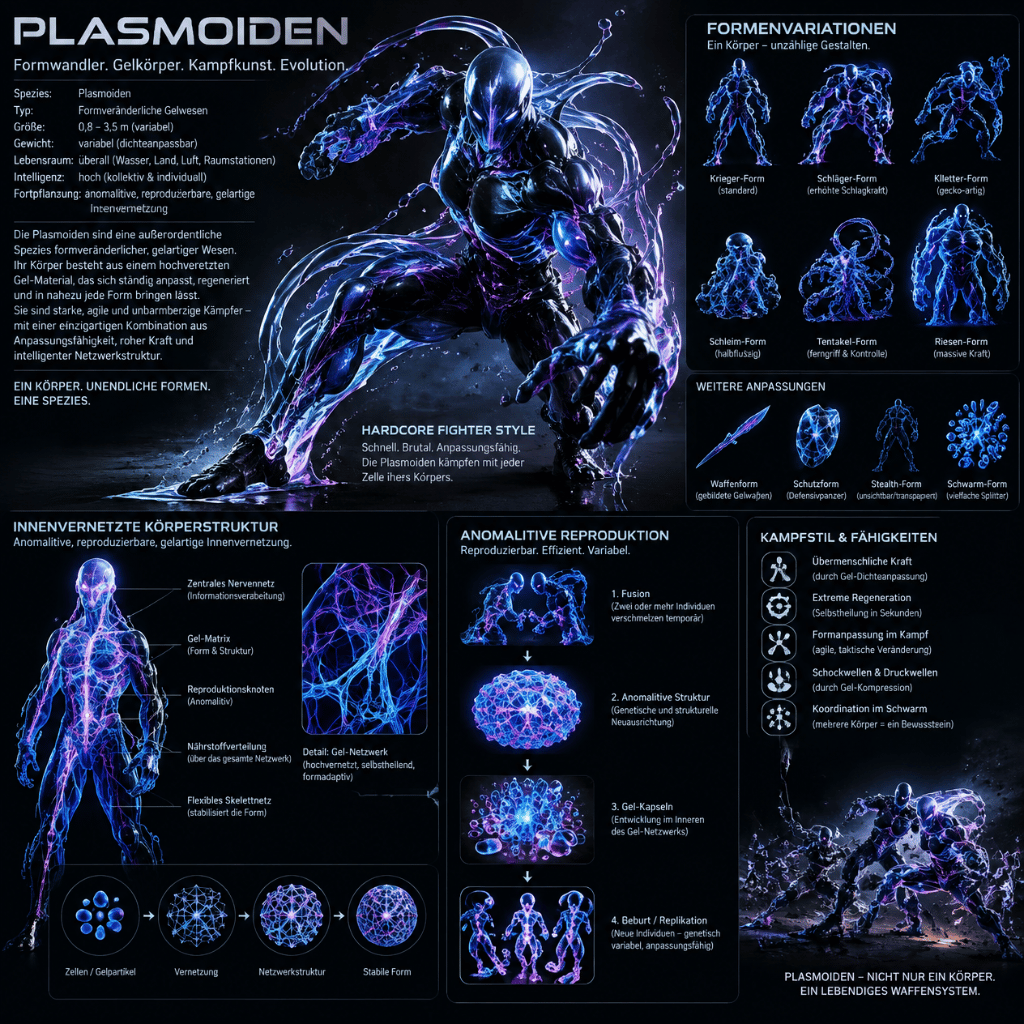 PLASMOIDEN
Formwandler. Gelkörper. Kampfkunst. Evolution.
Spezies: Plasmoiden
Typ: Formveränderliche Gelwesen
Größe: 0,8 – 3,5 m (variabel)
Gewicht: variabel (dichteanpassbar)
Lebensraum: überall (Wasser, Land, Luft, Raumstationen)
Intelligenz: hoch (kollektiv & individuall)
Fortpflanzung: anomalitive, reproduzierbare, gelartige
Innenvernetzung
Die Plasmoiden sind eine außerordentliche
Spezies formveränderlicher, gelartiger Wesen.
Ihr Körper besteht aus einem hochveretzten
Gel-Material, das sich ständig anpasst, regeneriert
und in nahezu jede Form bringen lässt.
Sie sind starke, agile und unbarmberzige Kämpfer –
mit einer einzigartigen Kombination aus
Anpassungsfähigkeit, roher Kraft und
intelligenter Netzwerkstruktur.
EIN KÖRPER. UNENDLICHE FORMEN.
EINE SPEZIES.
HARDCORE FIGHTER STYLE
Schnell. Brutal. Anpassungsfähig.
Die Plasmoiden kämpfen mit jeder
Zelle ihers Körpers.
FORMENVARIATIONEN
Ein Körper – unzählige Gestalten.
Krieger-Form
(standard)
Schläger-Form
(erhöhte Schlagkraft)
Klletter-Form
(gecko-artig)
Schleim-Form
(halbflußzig)
Tentakel-Form
(ferngriff & Kontrolle)
Riesen-Form
(massive Kraft)
WEITERE ANPASSUNGEN
Waffenform
(gebildete Gelwaffen)
Schutzform
(Defensivpanzer)
Stealth-Form
(unsichtbar/transparent)
Schwarm-Form
(vielfache Splitter)
INNENVERNETZTE KÖRPERSTRUKTUR
Anomalitive, reproduzierbare, gelartige Innenvernetzung.
Zentrales Nervennetz
(Informationsverabeitung)
Gel-Matrix
(Form & Struktur)
Reproduktionsknoten
(Anomalitiv)
Nährstoffverteilung
(über das gesamte Netzwerk)
Flexibles Skelettnetz
(stabilisiert die Form)
Detail: Gel-Netzwerk
(hochvernetzt, selbstheilend,
formadaptiv)
Zellen / Gelpartikel
Vernetzung
Netzwerkstruktur
Stabile Form
ANOMALITIVE REPRODUKTION
Reproduzierbar. Effizient. Variabel.
1. Fusion
(Zwei oder mehr Individuen
verschmelzen temporär)
2. Anomalitive Struktur
(Genetische und strukturelle
Neuausrichtung)
3. Gel-Kapseln
(Entwicklung im Inneren
des Gel-Netzwerks)
4. Beburt / Replikation
(Neue Individuen – genetisch
variabel, anpassungsfähig)
KAMPFSTIL & FÄHIGKEITEN
Übermenschliche Kraft
(durch Gel-Dichteanpassung)
Extreme Regeneration
(Selbstheilung in Sekunden)
Formanpassung im Kampf
(agile, taktische Veränderung)
Schockwellen & Druckwellen
(durch Gel-Kompression)
Koordination im Schwarm
(mehrere Körper = ein Bewusstsein)
PLASMOIDEN – NICHT NUR EIN KÖRPER.
EIN LEBENDIGES WAFFENSYSTEM.